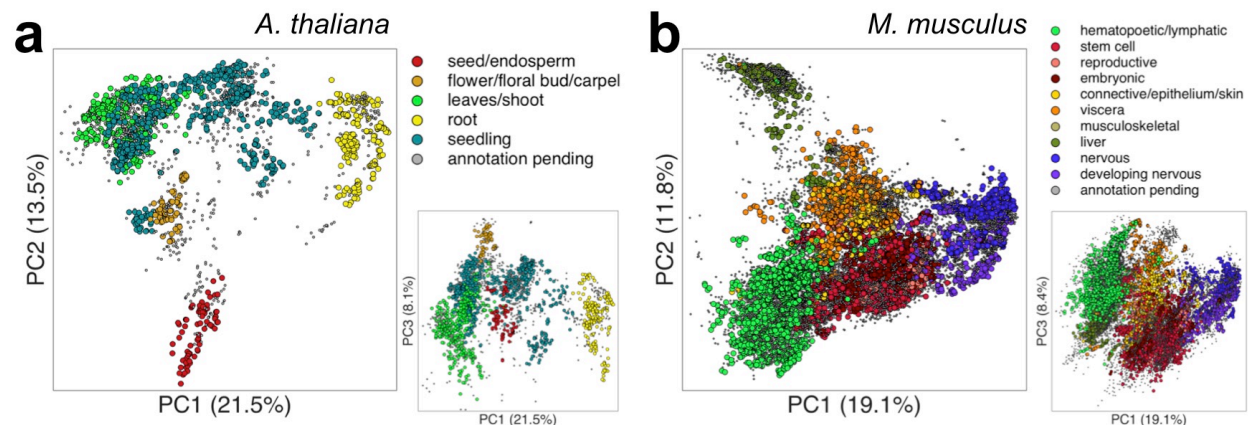 a
A. thaliana
PC2 (13.5%)
PC1 (21.5%)
seed/endosperm
flower/floral bud/carpel
leaves/shoot
root
seedling
annotation pending
PC3 (8.1%)
PC1 (21.5%)
b
M. musculus
PC2 (11.8%)
PC1 (19.1%)
hematopoetic/lymphatic
stem cell
reproductive
embryonic
connective/epithelium/skin
viscera
musculoskeletal
liver
nervous
developing nervous
annotation pending
PC3 (8.4%)
PC1 (19.1%)